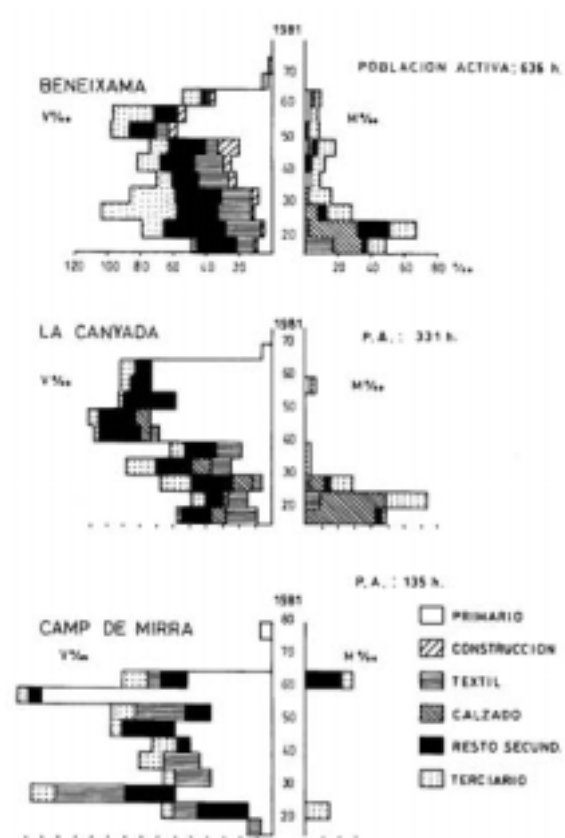 1981
BENEIXAMA
POBLACION ACTIVA; 636 h.
V‰
M‰
70
60
50
40
30
20
120 100 80 60 40 20
20 40 60 80 ‰
1981
LA CANYADA
P.A.: 331 h.
V‰
M‰
70
60
50
40
30
20
P.A.: 135 h.
1981
CAMP DE MIRRA
V‰
M‰
80
70
60
50
40
30
20
PRIMARIO
CONSTRUCCION
TEXTIL
CALZADO
RESTO SECUND.
TERCIARIO